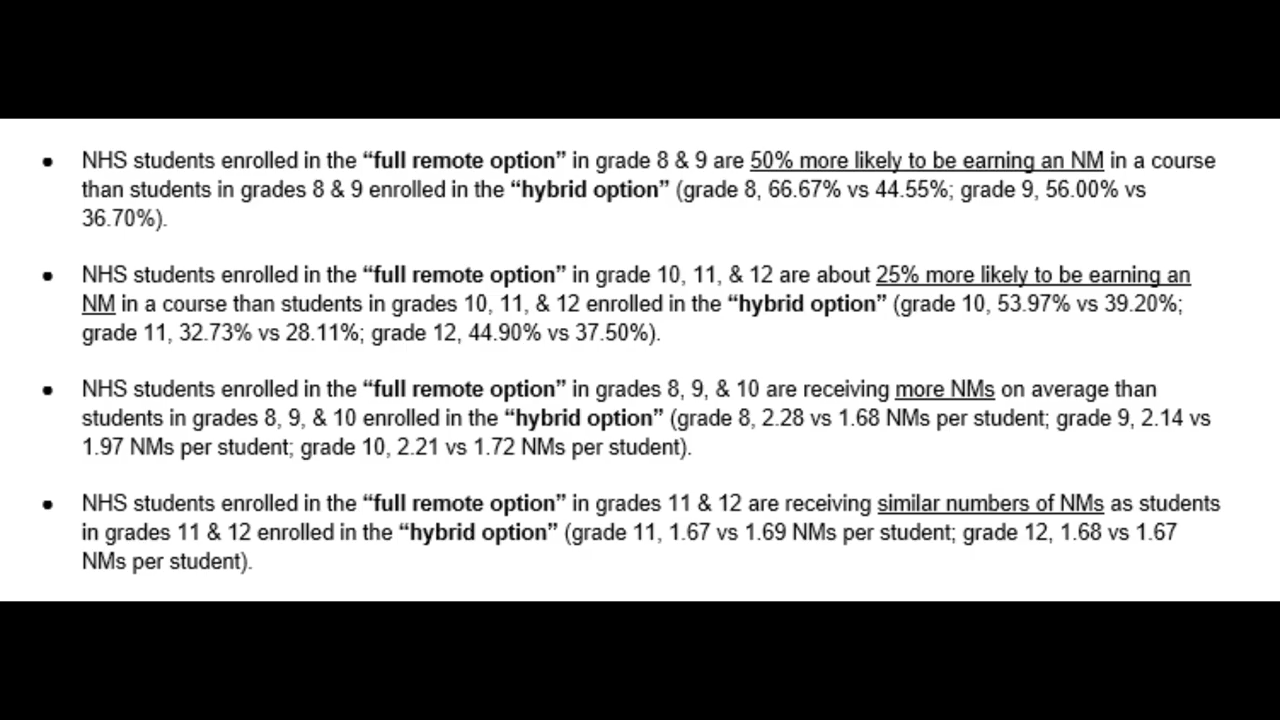 ● NHS students enrolled in the “full remote option” in grade 8 & 9 are 50% more likely to be earning an NM in a course
than students in grades 8 & 9 enrolled in the “hybrid option” (grade 8, 66.67% vs 44.55%; grade 9, 56.00% vs
36.70%).
● NHS students enrolled in the “full remote option” in grade 10, 11, & 12 are about 25% more likely to be earning an
NM in a course than students in grades 10, 11, & 12 enrolled in the “hybrid option” (grade 10, 53.97% vs 39.20%;
grade 11, 32.73% vs 28.11%; grade 12, 44.90% vs 37.50%).
● NHS students enrolled in the “full remote option” in grades 8, 9, & 10 are receiving more NMs on average than
students in grades 8, 9, & 10 enrolled in the “hybrid option” (grade 8, 2.28 vs 1.68 NMs per student; grade 9, 2.14 vs
1.97 NMs per student; grade 10, 2.21 vs 1.72 NMs per student).
● NHS students enrolled in the “full remote option” in grades 11 & 12 are receiving similar numbers of NMs as students
in grades 11 & 12 enrolled in the “hybrid option” (grade 11, 1.67 vs 1.69 NMs per student; grade 12, 1.68 vs 1.67
NMs per student).